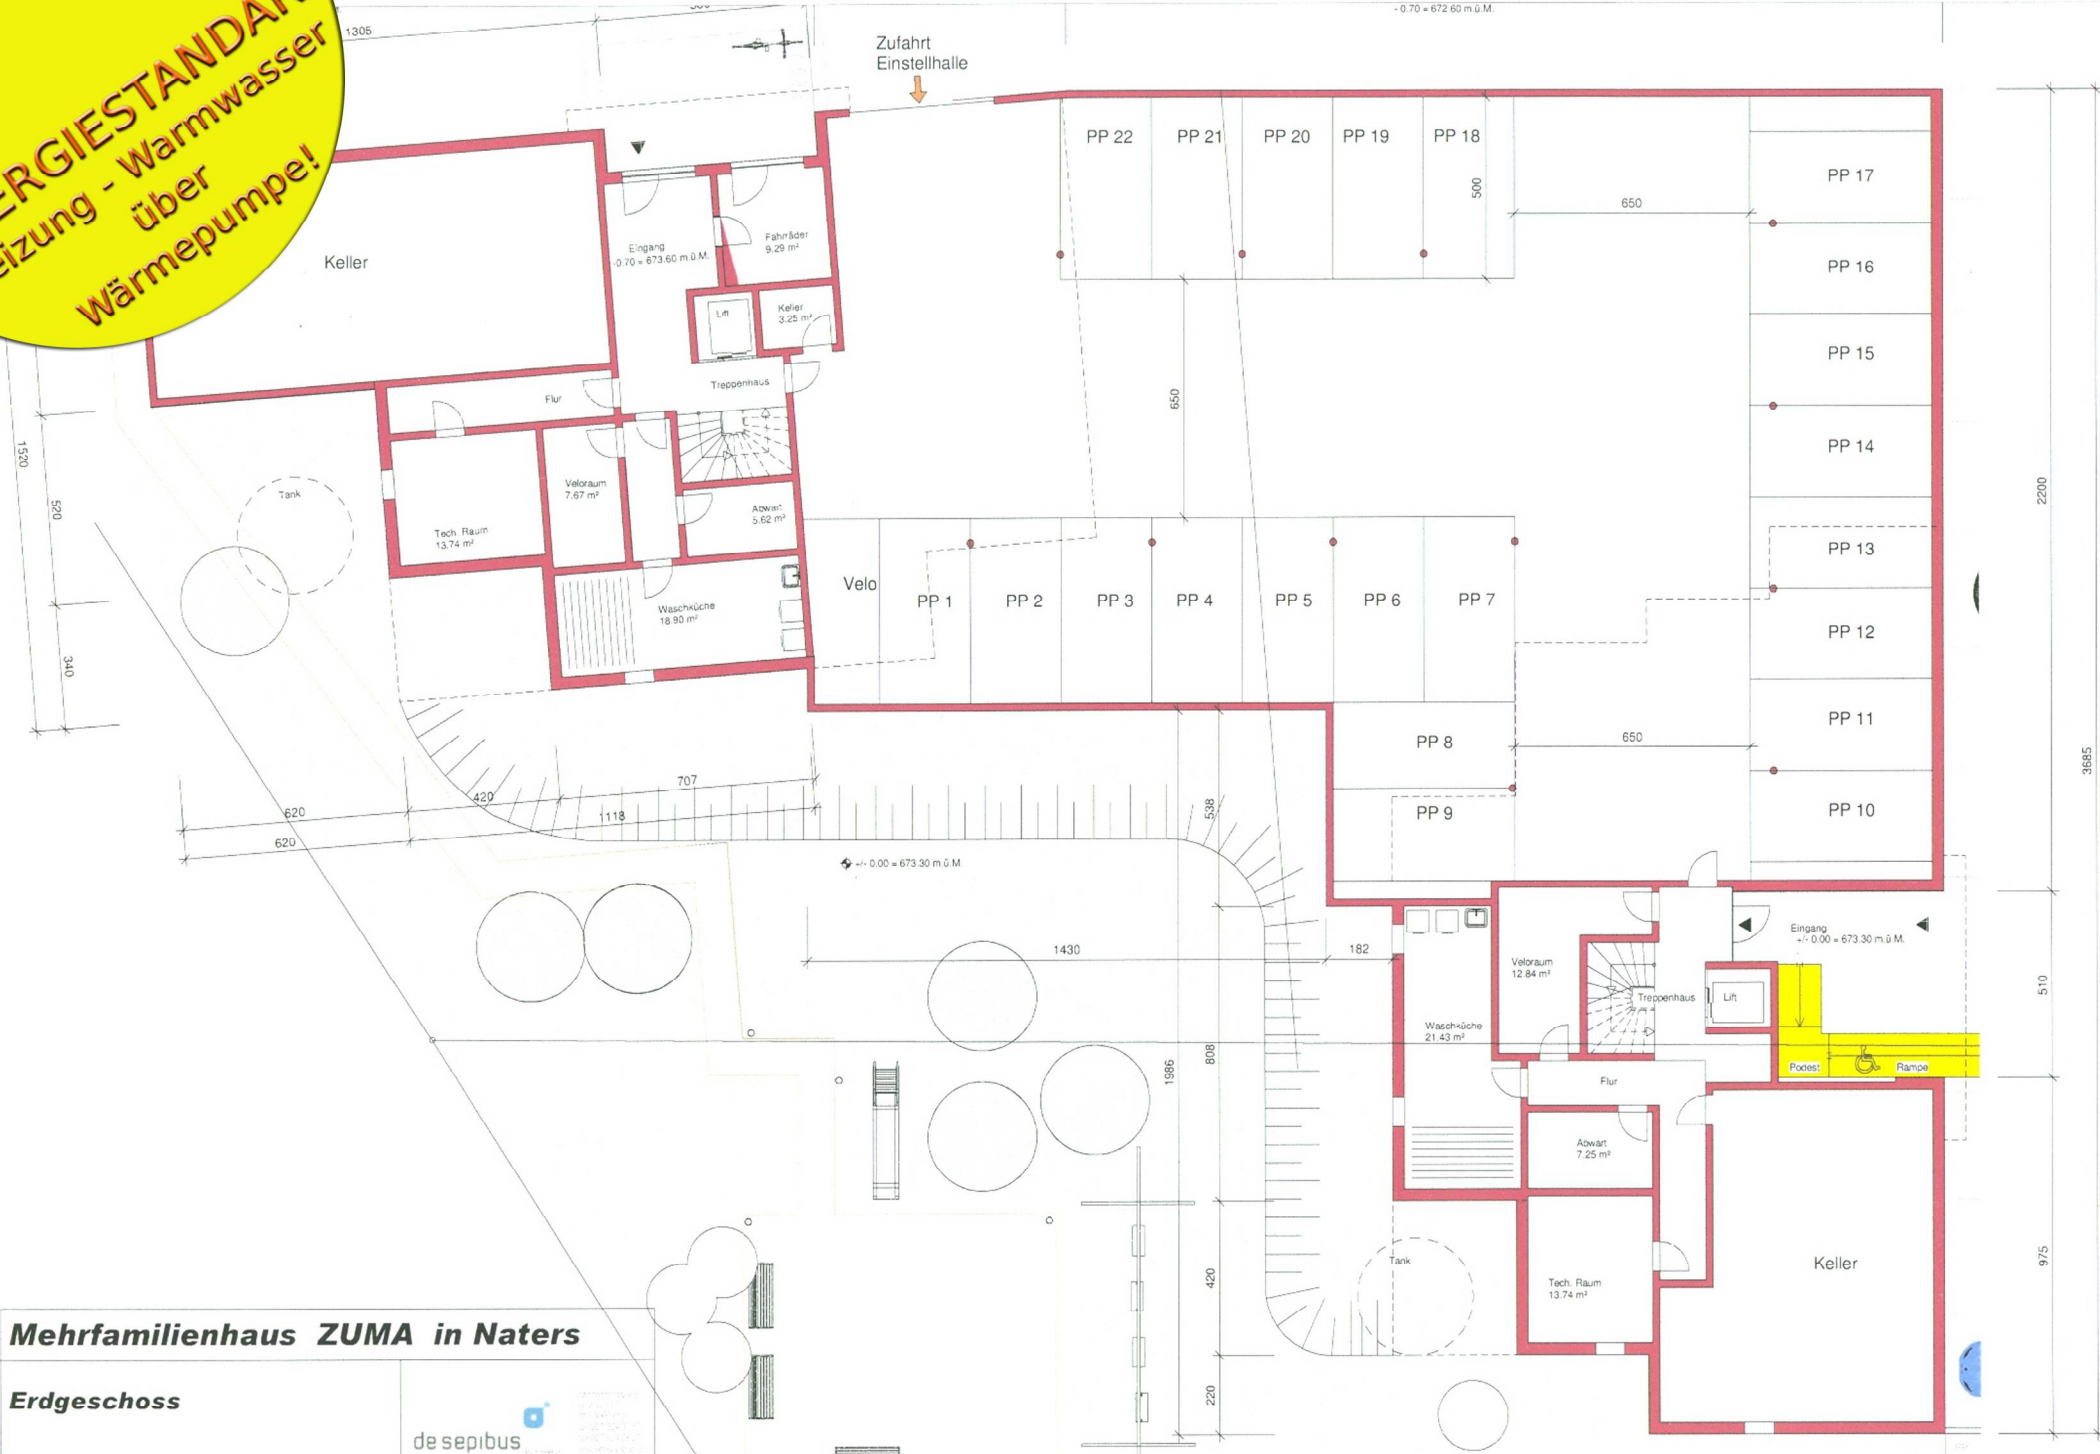 - 0.70 = 672.60 m.ü.M.
1305
Zufahrt
Einstellhalle
Heizung - Warmwasser
über
Wärmepumpe!
PP 22
PP 21
PP 20
PP 19
PP 18
500
650
PP 17
PP 16
PP 15
PP 14
PP 13
PP 12
PP 11
PP 10
Keller
Eingang
-0.70 = 673.60 m.ü.M.
Fahrräder
9.29 m²
Lift
Keller
3.25 m²
Treppenhaus
Flur
650
1520
520
340
Tank
Tech. Raum
13.74 m²
Veloraum
7.67 m²
Abwart
5.62 m²
Waschküche
18.90 m²
Velo
PP 1
PP 2
PP 3
PP 4
PP 5
PP 6
PP 7
PP 8
PP 9
650
2200
3685
707
420
620
1118
620
538
+/- 0.00 = 673.30 m.ü.M.
1430
182
Veloraum
12.84 m²
Eingang
+/- 0.00 = 673.30 m.ü.M.
Treppenhaus
Lift
510
Waschküche
21.43 m²
Podest
Rampe
808
1986
Flur
Abwart
7.25 m²
Tank
Tech. Raum
13.74 m²
Keller
975
420
220
Mehrfamilienhaus ZUMA in Naters
Erdgeschoss
de sepibus